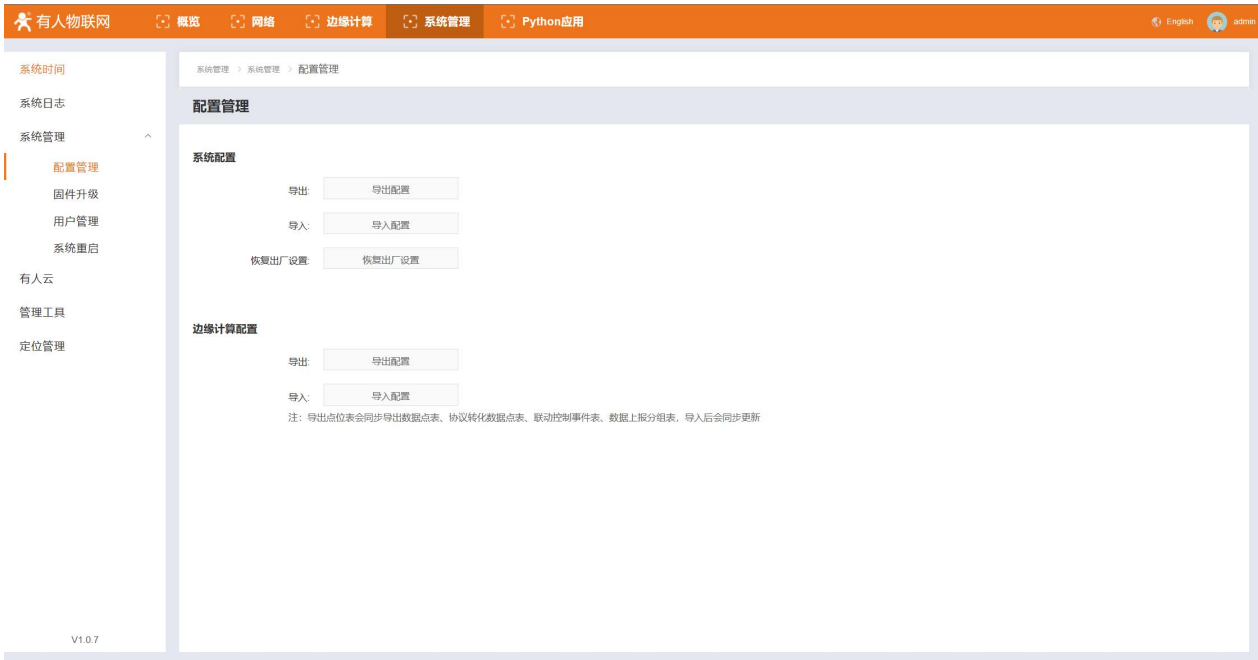 有人物联网 概览 网络 边缘计算 系统管理 Python应用 English admin
系统时间
系统日志
系统管理
配置管理
固件升级
用户管理
系统重启
有人云
管理工具
定位管理
V1.0.7
系统管理 > 系统管理 > 配置管理
配置管理
系统配置
导出: 导出配置
导入: 导入配置
恢复出厂设置: 恢复出厂设置
边缘计算配置
导出: 导出配置
导入: 导入配置
注：导出点位表会同步导出数据点表、协议转化数据点表、联动控制事件表、数据上报分组表，导入后会同步更新